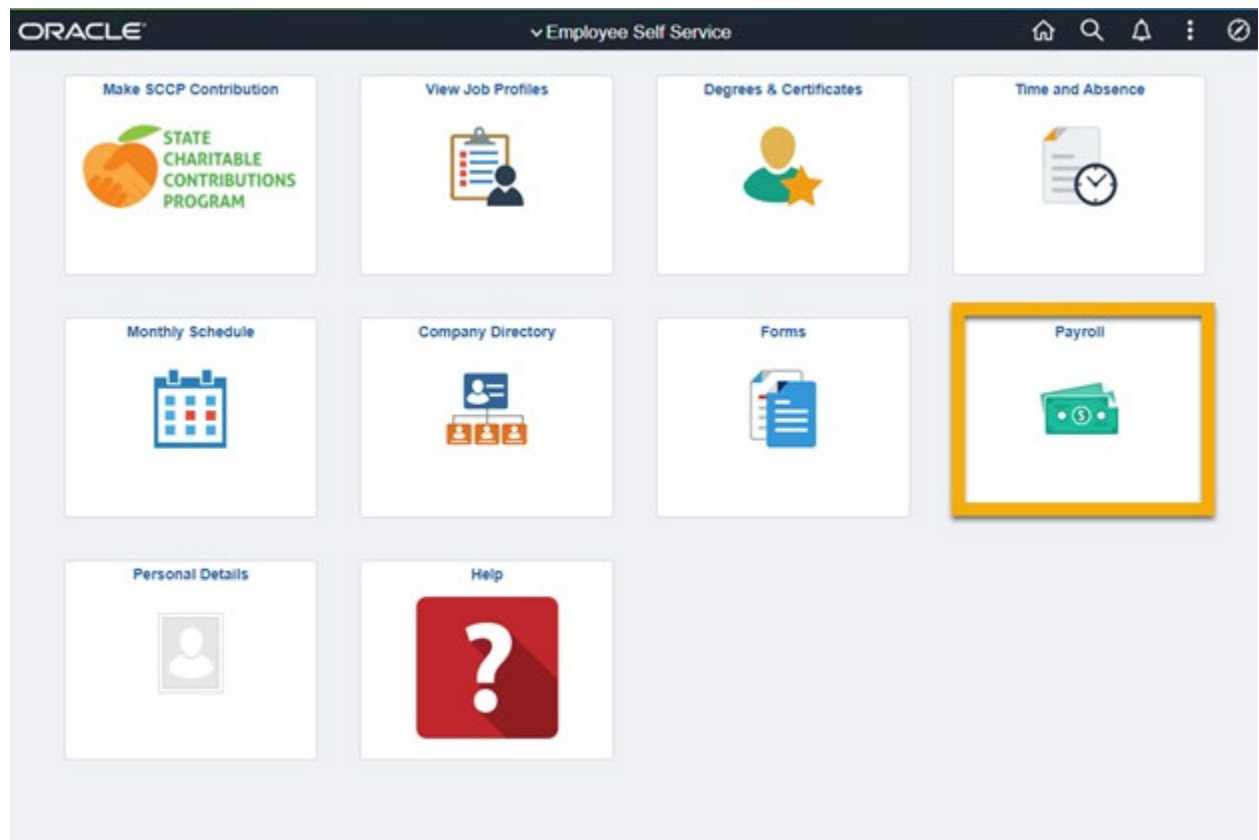 ORACLE
Employee Self Service
Make SCCP Contribution
View Job Profiles
Degrees & Certificates
Time and Absence
STATE
CHARITABLE
CONTRIBUTIONS
PROGRAM
Monthly Schedule
Company Directory
Forms
Payroll
$
Personal Details
Help
?